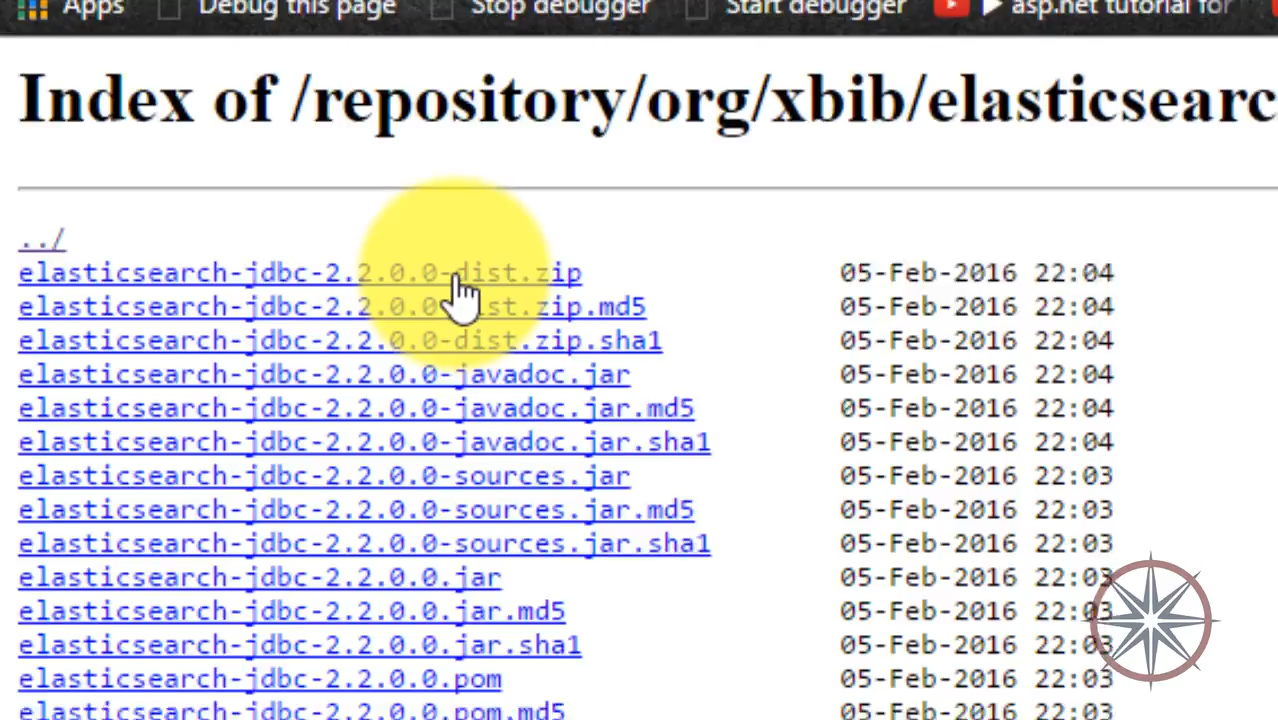 Apps Debug this page Stop debugger Start debugger asp.net tutorial for
Index of /repository/org/xbib/elasticsearc
../
elasticsearch-jdbc-2.2.0.0-dist.zip 05-Feb-2016 22:04
elasticsearch-jdbc-2.2.0.0-dist.zip.md5 05-Feb-2016 22:04
elasticsearch-jdbc-2.2.0.0-dist.zip.sha1 05-Feb-2016 22:04
elasticsearch-jdbc-2.2.0.0-javadoc.jar 05-Feb-2016 22:04
elasticsearch-jdbc-2.2.0.0-javadoc.jar.md5 05-Feb-2016 22:04
elasticsearch-jdbc-2.2.0.0-javadoc.jar.sha1 05-Feb-2016 22:04
elasticsearch-jdbc-2.2.0.0-sources.jar 05-Feb-2016 22:03
elasticsearch-jdbc-2.2.0.0-sources.jar.md5 05-Feb-2016 22:03
elasticsearch-jdbc-2.2.0.0-sources.jar.sha1 05-Feb-2016 22:03
elasticsearch-jdbc-2.2.0.0.jar 05-Feb-2016 22:03
elasticsearch-jdbc-2.2.0.0.jar.md5 05-Feb-2016 22:03
elasticsearch-jdbc-2.2.0.0.jar.sha1 05-Feb-2016 22:03
elasticsearch-jdbc-2.2.0.0.pom 05-Feb-2016 22:03
elasticsearch-jdbc-2.2.0.0.pom.md5 05-Feb-2016 22:03